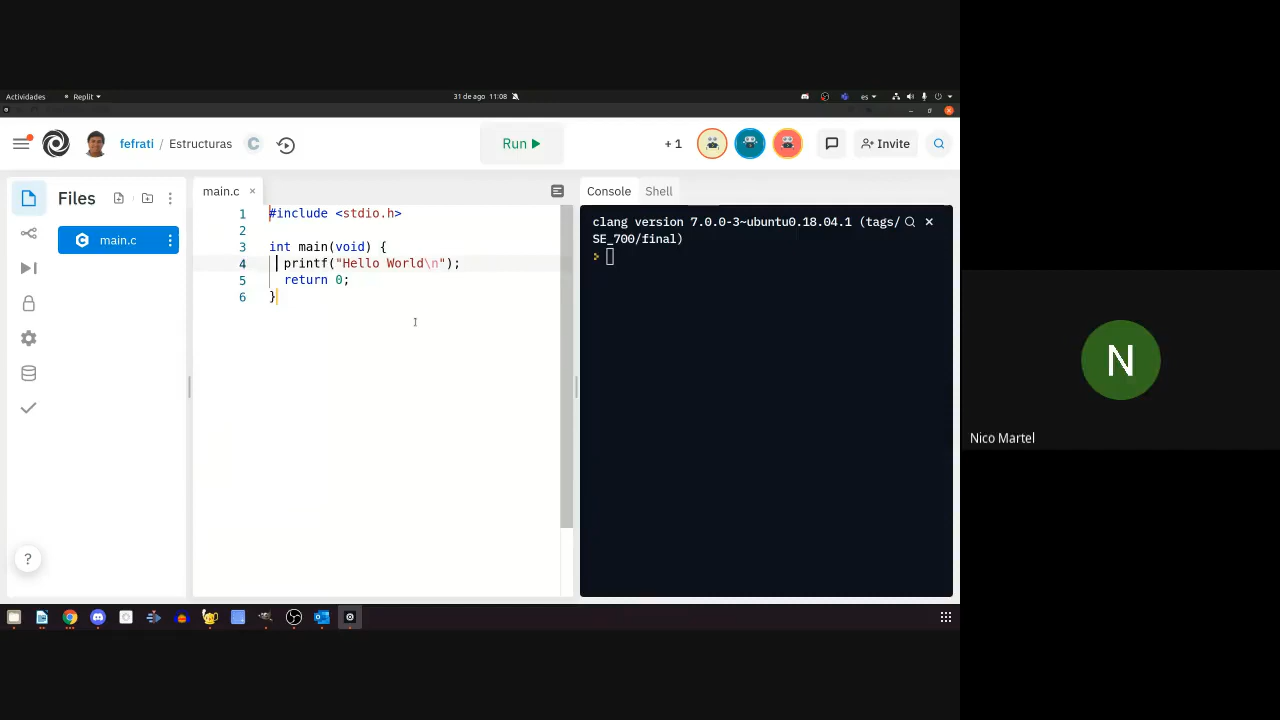 Actividades
Replit
31 de ago 11:08
es
fefrati / Estructuras
C
Run
+ 1
Invite
Files
main.c
main.c ×
1 #include <stdio.h>
2
3 int main(void) {
4 printf("Hello World\n");
5 return 0;
6 }
Console
Shell
clang version 7.0.0-3~ubuntu0.18.04.1 (tags/
SE_700/final)
?
N
Nico Martel